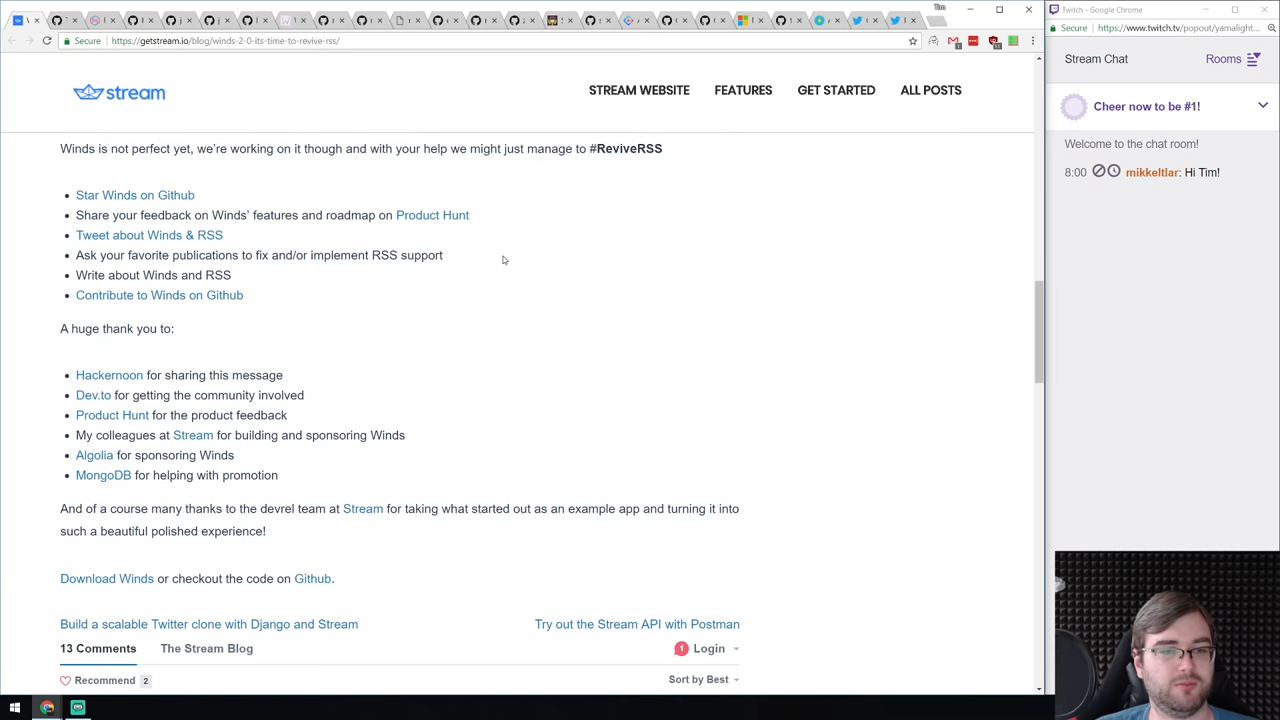 Tim
Secure https://getstream.io/blog/winds-2-0-its-time-to-revive-rss/
stream
STREAM WEBSITE FEATURES GET STARTED ALL POSTS
Winds is not perfect yet, we're working on it though and with your help we might just manage to #ReviveRSS
Star Winds on Github
Share your feedback on Winds' features and roadmap on Product Hunt
Tweet about Winds & RSS
Ask your favorite publications to fix and/or implement RSS support
Write about Winds and RSS
Contribute to Winds on Github
A huge thank you to:
Hackernoon for sharing this message
Dev.to for getting the community involved
Product Hunt for the product feedback
My colleagues at Stream for building and sponsoring Winds
Algolia for sponsoring Winds
MongoDB for helping with promotion
And of a course many thanks to the devrel team at Stream for taking what started out as an example app and turning it into
such a beautiful polished experience!
Download Winds or checkout the code on Github.
Build a scalable Twitter clone with Django and Stream Try out the Stream API with Postman
13 Comments The Stream Blog 1 Login
Recommend 2 Sort by Best
Twitch - Google Chrome
Secure https://www.twitch.tv/popout/yamalight...
Stream Chat Rooms
Cheer now to be #1!
Welcome to the chat room!
8:00 mikkeltlar: Hi Tim!